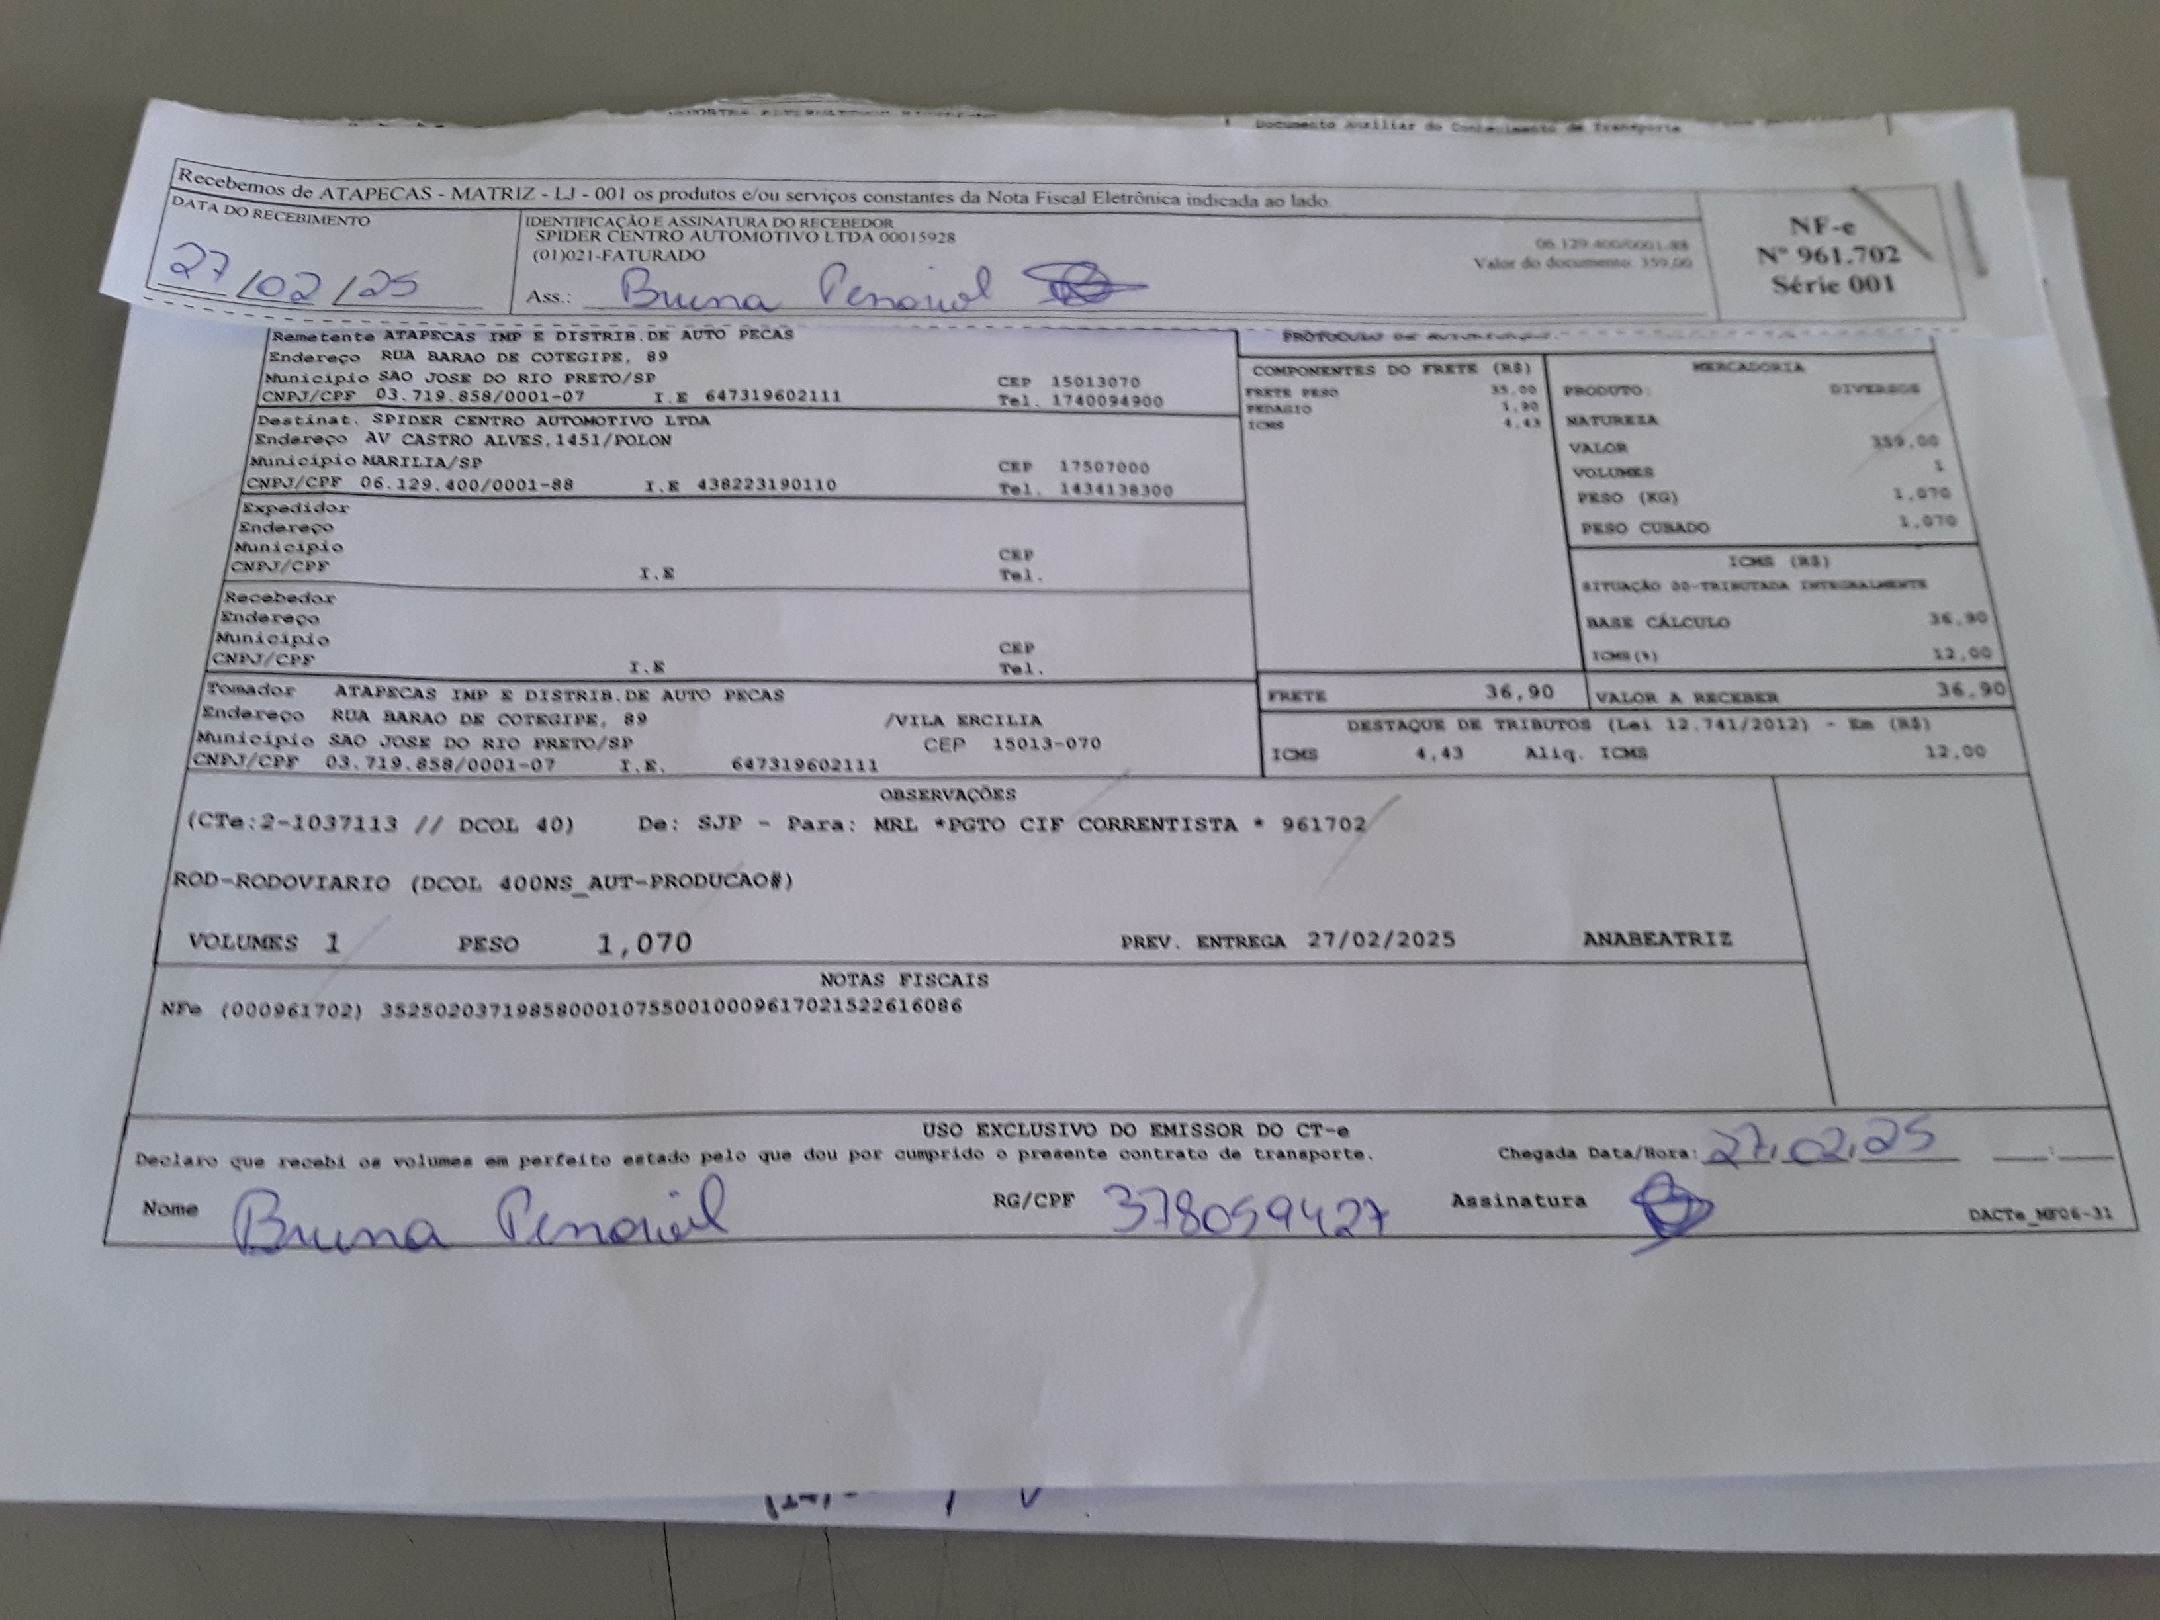 Documento Auxiliar do Conhecimento de Transporte
Recebemos de ATAPECAS - MATRIZ - LJ - 001 os produtos e/ou serviços constantes da Nota Fiscal Eletrônica indicada ao lado.
DATA DO RECEBIMENTO
27/02/25
IDENTIFICAÇÃO E ASSINATURA DO RECEBEDOR
SPIDER CENTRO AUTOMOTIVO LTDA 00015928
(01)021-FATURADO
06.129.400/0001-88
Valor do documento: 359,00
Ass.: Bruna
NF-e
Nº 961.702
Série 001
Remetente ATAPECAS IMP E DISTRIB.DE AUTO PECAS
Endereço RUA BARAO DE COTEGIPE, 89
Município SAO JOSE DO RIO PRETO/SP CEP 15013070
CNPJ/CPF 03.719.858/0001-07 I.E 647319602111 Tel. 1740094900
Destinat. SPIDER CENTRO AUTOMOTIVO LTDA
Endereço AV CASTRO ALVES,1451/POLON
Município MARILIA/SP CEP 17507000
CNPJ/CPF 06.129.400/0001-88 I.E 438223190110 Tel. 1434138300
Expedidor
Endereço
Município CEP
CNPJ/CPF I.E Tel.
Recebedor
Endereço
Município CEP
CNPJ/CPF I.E Tel.
Tomador ATAPECAS IMP E DISTRIB.DE AUTO PECAS
Endereço RUA BARAO DE COTEGIPE, 89 /VILA ERCILIA
Município SAO JOSE DO RIO PRETO/SP CEP 15013-070
CNPJ/CPF 03.719.858/0001-07 I.E. 647319602111
PROTOCOLO DE
COMPONENTES DO FRETE (R$)
FRETE PESO 35,00
PEDAGIO 1,90
ICMS 4,43
MERCADORIA
PRODUTO: DIVERSOS
NATUREZA
VALOR 359,00
VOLUMES 1
PESO (KG) 1,070
PESO CUBADO 1,070
ICMS (R$)
SITUAÇÃO 00-TRIBUTADA INTEGRALMENTE
BASE CÁLCULO 36,90
ICMS(%) 12,00
FRETE 36,90 VALOR A RECEBER 36,90
DESTAQUE DE TRIBUTOS (Lei 12.741/2012) - Em (R$)
ICMS 4,43 Aliq. ICMS 12,00
OBSERVAÇÕES
(CTe:2-1037113 // DCOL 40) De: SJP - Para: MRL *PGTO CIF CORRENTISTA * 961702
ROD-RODOVIARIO (DCOL 400NS_AUT-PRODUCAO#)
VOLUMES 1 PESO 1,070 PREV. ENTREGA 27/02/2025 ANABEATRIZ
NOTAS FISCAIS
NFe (000961702) 35250203719858000107550010009617021522616086
USO EXCLUSIVO DO EMISSOR DO CT-e
Declaro que recebi os volumes em perfeito estado pelo que dou por cumprido o presente contrato de transporte. Chegada Data/Hora: 27.02.25 __:__
Nome Bruna RG/CPF 378059427 Assinatura
DACTe_MF06-31